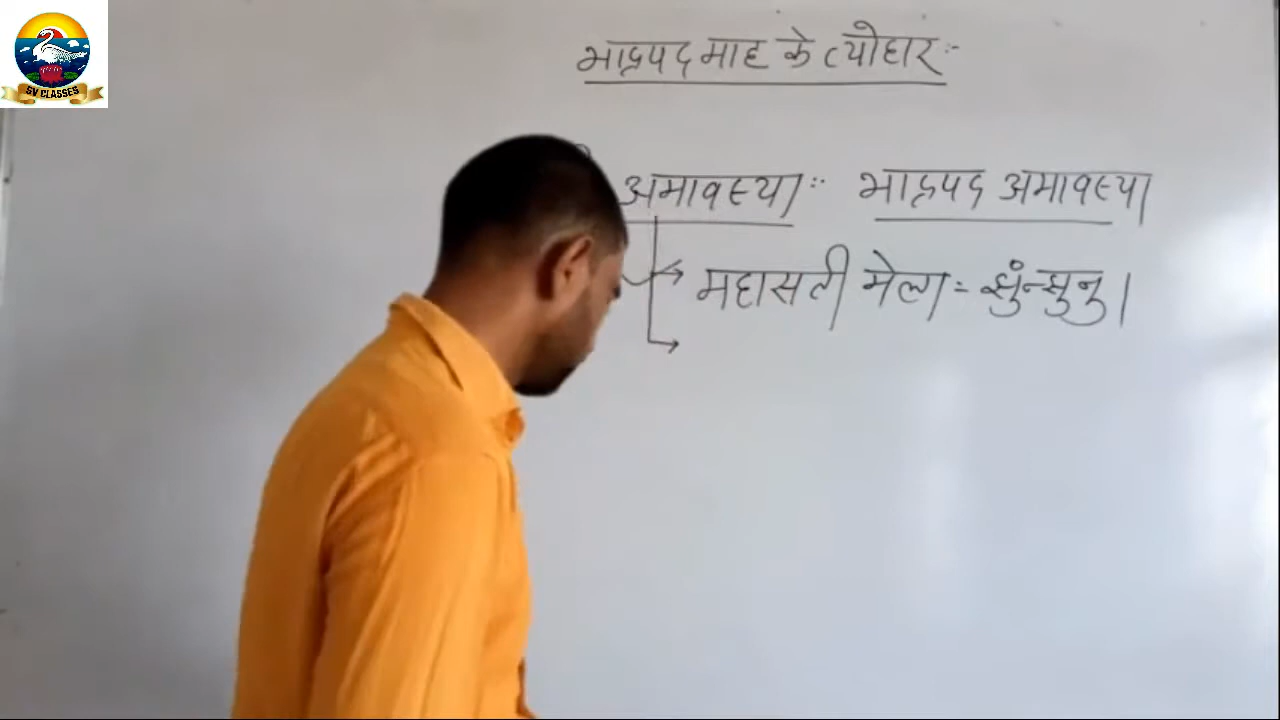 SV CLASSES
भाद्रपद माह के त्योहार:-
अमावस्या:- भाद्रपद अमावस्या
महासती मेला:- झुंन्झुनु।